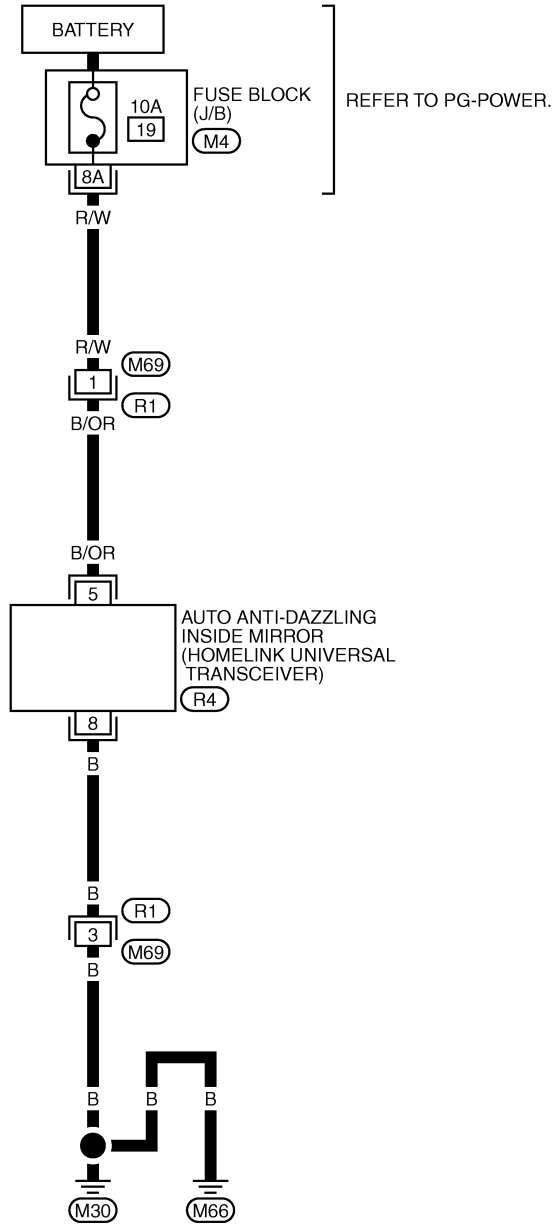 BATTERY
10A
19
FUSE BLOCK
(J/B)
M4
REFER TO PG-POWER.
8A
R/W
R/W
M69
1
R1
B/OR
B/OR
5
AUTO ANTI-DAZZLING
INSIDE MIRROR
(HOMELINK UNIVERSAL
TRANSCEIVER)
R4
8
B
B
R1
3
M69
B
B B B
M30 M66